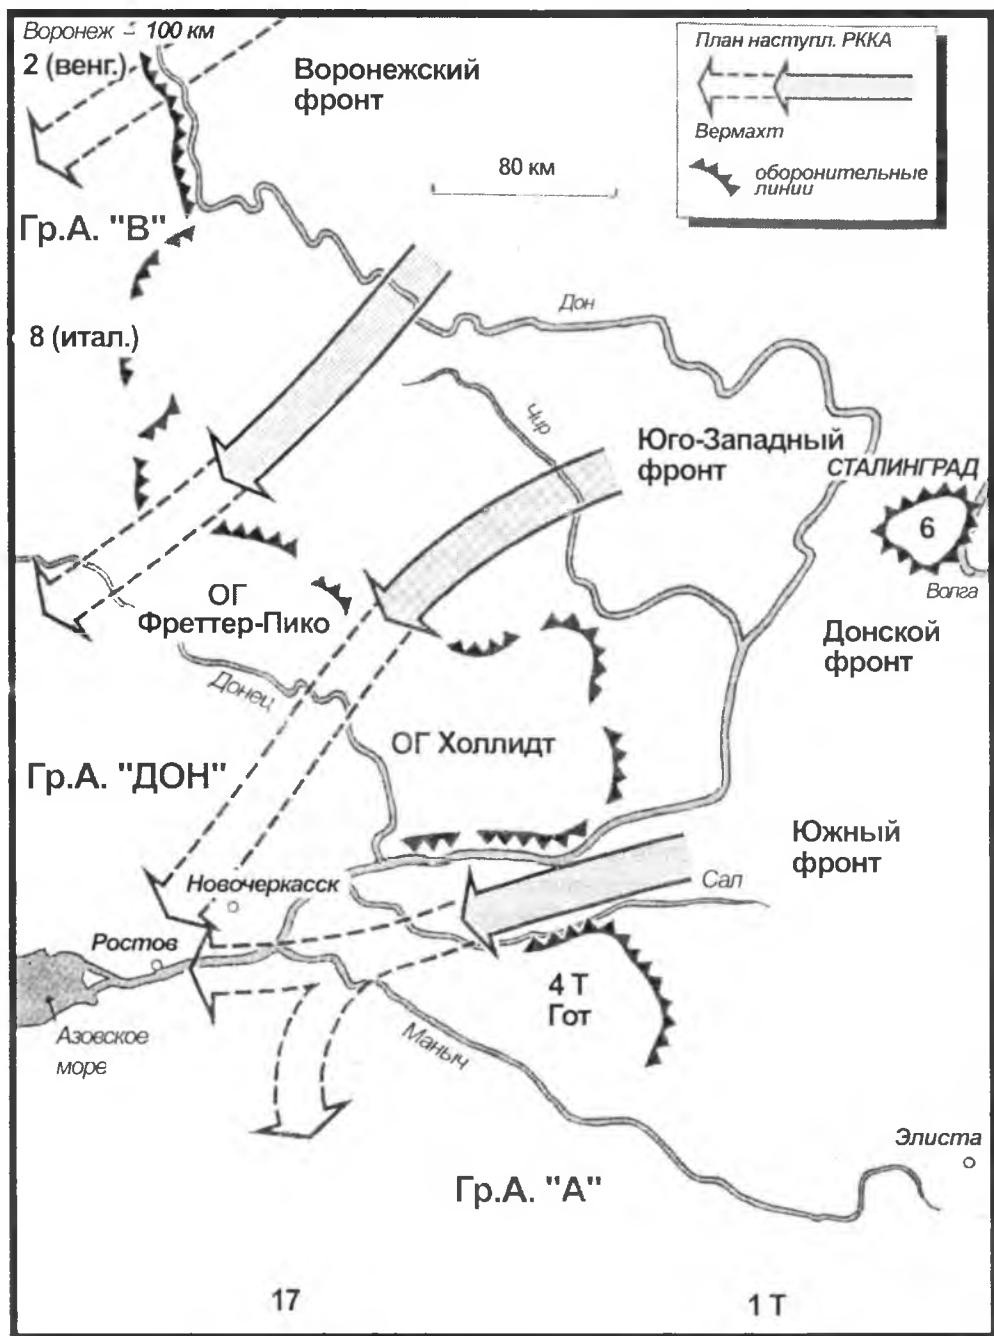 Воронеж – 100 км
2 (венг.)
Воронежский
фронт
План наступл. РККА
Вермахт
оборонительные
линии
80 км
Гр.А. "В"
8 (итал.)
Дон
Чир
Юго-Западный
фронт
СТАЛИНГРАД
6
Волга
ОГ
Фреттер-Пико
Донской
фронт
Донец
ОГ Холлидт
Гр.А. "ДОН"
Южный
фронт
Новочеркасск
Сал
Ростов
4 Т
Гот
Азовское
море
Маныч
Элиста
Гр.А. "А"
17
1 Т